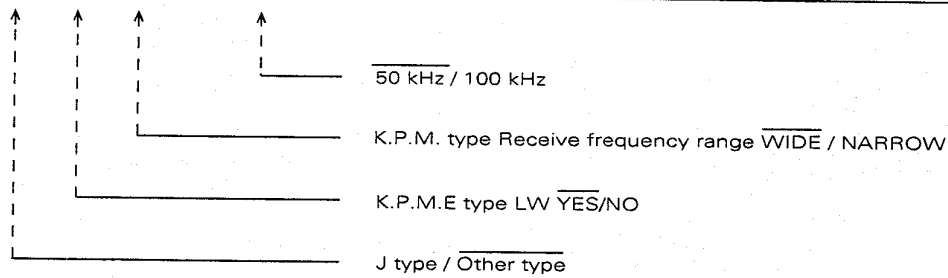 50 kHz / 100 kHz
K.P.M. type Receive frequency range WIDE / NARROW
K.P.M.E type LW YES/NO
J type / Other type